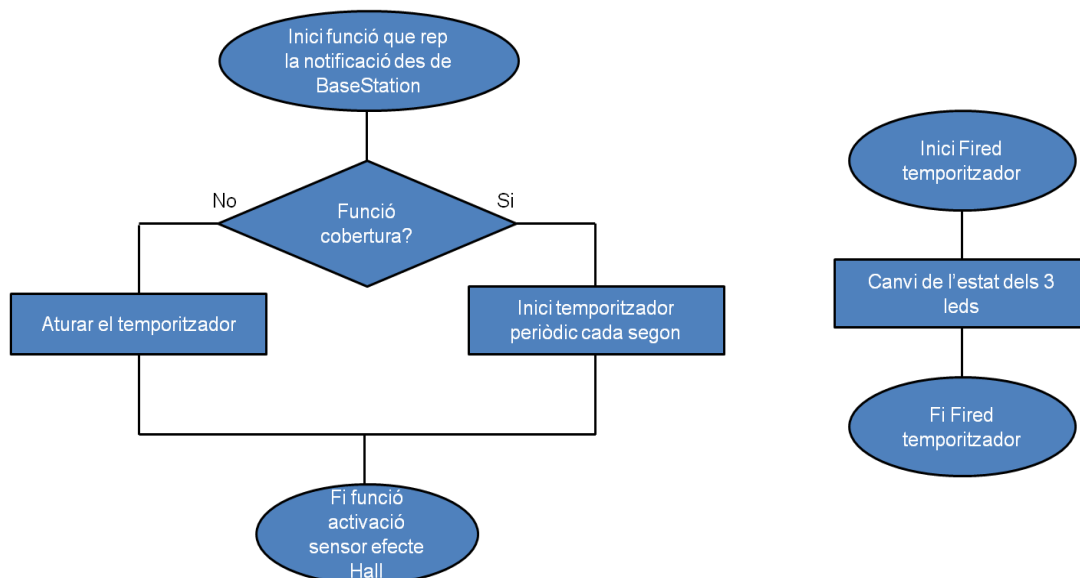 Inici funció que rep
la notificació des de
BaseStation
No
Si
Funció
cobertura?
Aturar el temporitzador
Inici temporitzador
periòdic cada segon
Fi funció
activació
sensor efecte
Hall
Inici Fired
temporitzador
Canvi de l'estat dels 3
leds
Fi Fired
temporitzador